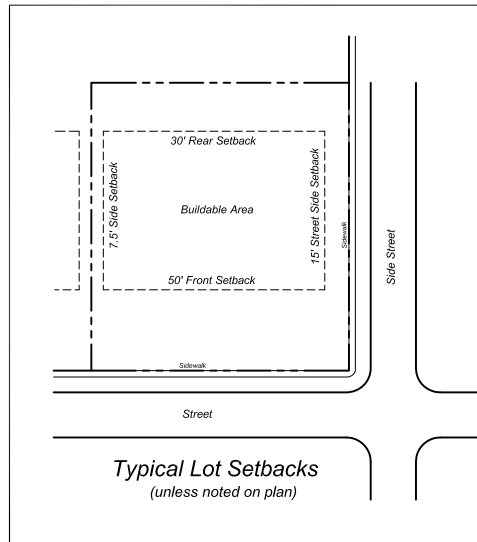 30' Rear Setback
7.5' Side Setback
Buildable Area
15' Street Side Setback
Sidewalk
Side Street
50' Front Setback
Sidewalk
Street
Typical Lot Setbacks
(unless noted on plan)